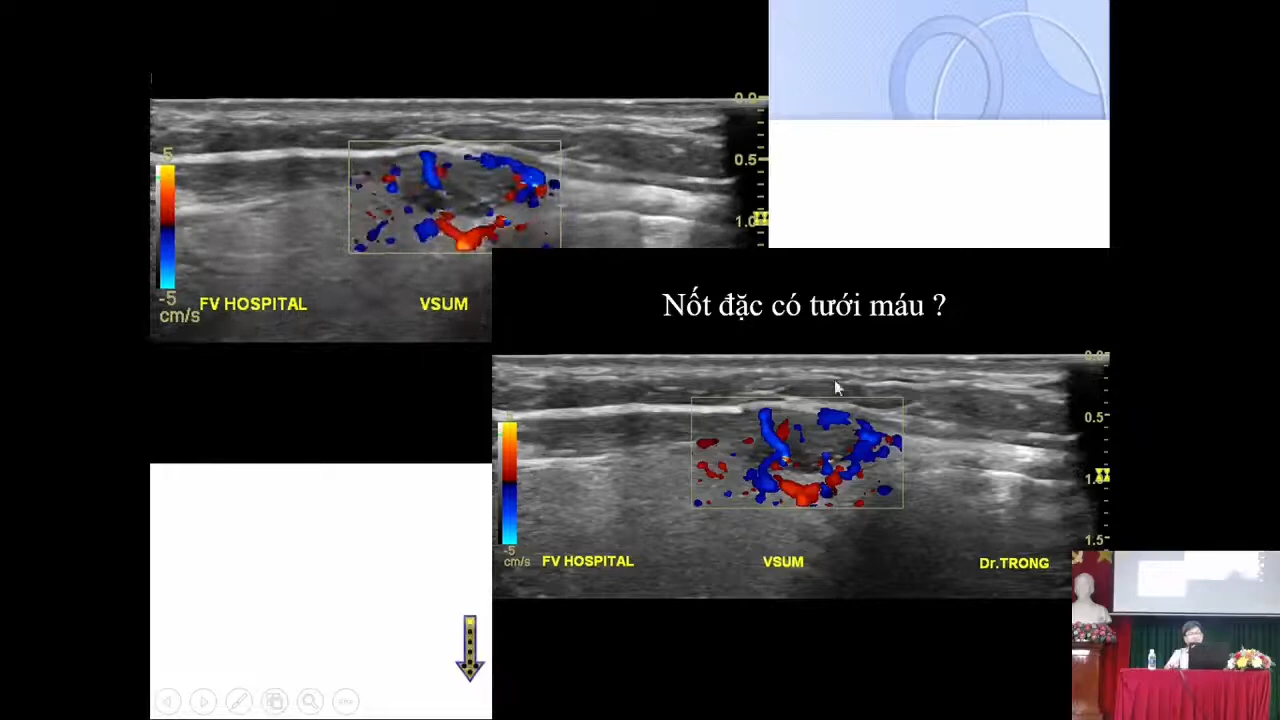 0.0
0.5
5
1.0
-5
cm/s
FV HOSPITAL
VSUM
Nốt đặc có tưới máu ?
0.0
0.5
1.0
1.5
-5
cm/s
FV HOSPITAL
VSUM
Dr.TRONG